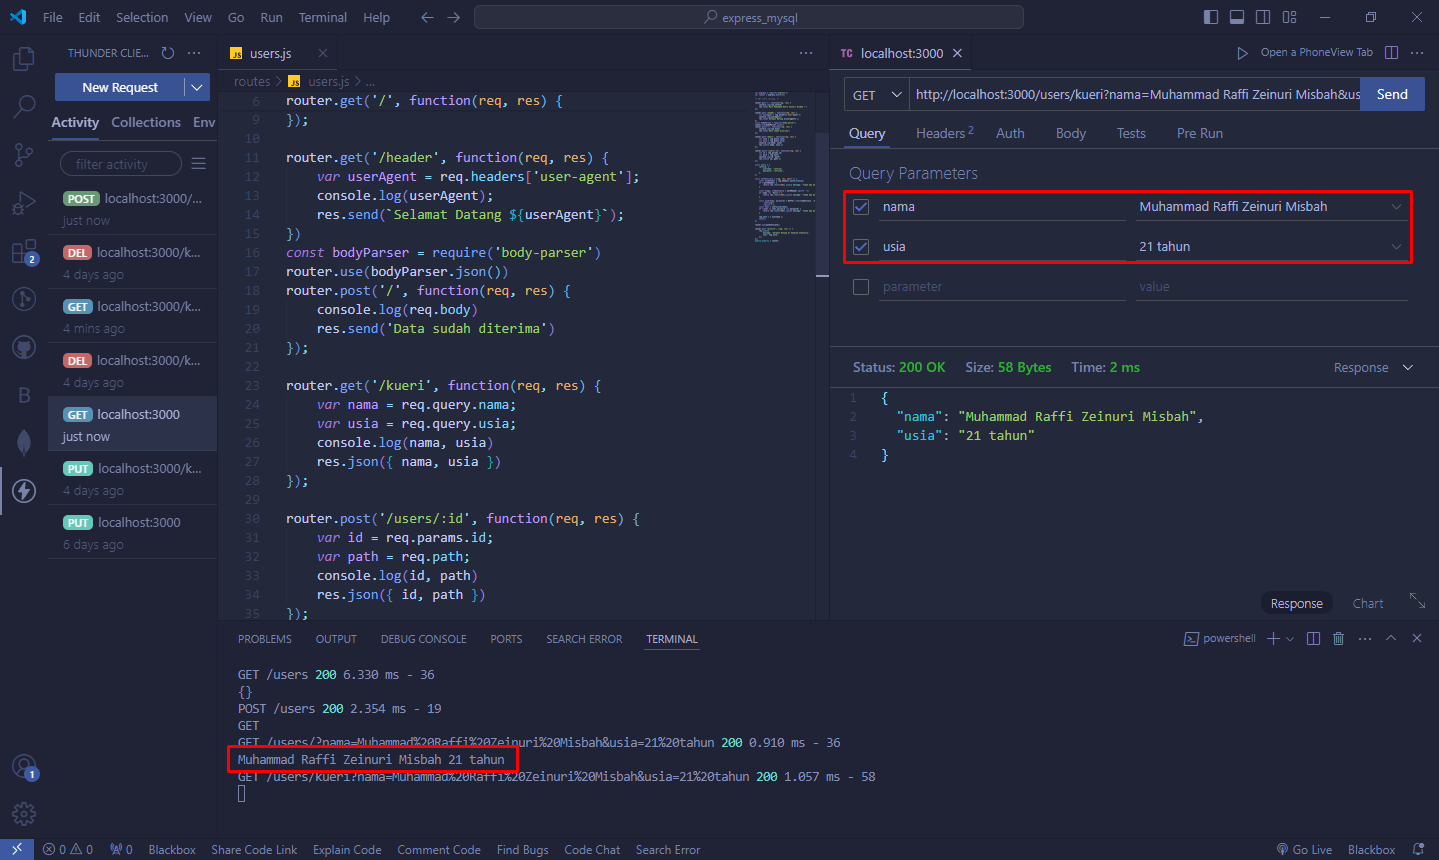 File Edit Selection View Go Run Terminal Help
express_mysql
THUNDER CLIE...
New Request
Activity Collections Env
filter activity
POST localhost:3000/...
just now
DEL localhost:3000/k...
4 days ago
GET localhost:3000/k...
4 mins ago
DEL localhost:3000/k...
4 days ago
GET localhost:3000
just now
PUT localhost:3000/k...
4 days ago
PUT localhost:3000
6 days ago
2
B
1
JS users.js
routes > JS users.js > ...
6 router.get('/', function(req, res) {
9 });
10
11 router.get('/header', function(req, res) {
12 var userAgent = req.headers['user-agent'];
13 console.log(userAgent);
14 res.send(`Selamat Datang ${userAgent}`);
15 })
16 const bodyParser = require('body-parser')
17 router.use(bodyParser.json())
18 router.post('/', function(req, res) {
19 console.log(req.body)
20 res.send('Data sudah diterima')
21 });
22
23 router.get('/kueri', function(req, res) {
24 var nama = req.query.nama;
25 var usia = req.query.usia;
26 console.log(nama, usia)
27 res.json({ nama, usia })
28 });
29
30 router.post('/users/:id', function(req, res) {
31 var id = req.params.id;
32 var path = req.path;
33 console.log(id, path)
34 res.json({ id, path })
35 });
TC localhost:3000
Open a PhoneView Tab
GET http://localhost:3000/users/kueri?nama=Muhammad Raffi Zeinuri Misbah&us Send
Query Headers 2 Auth Body Tests Pre Run
Query Parameters
nama Muhammad Raffi Zeinuri Misbah
usia 21 tahun
parameter value
Status: 200 OK Size: 58 Bytes Time: 2 ms Response
1 {
2 "nama": "Muhammad Raffi Zeinuri Misbah",
3 "usia": "21 tahun"
4 }
Response Chart
PROBLEMS OUTPUT DEBUG CONSOLE PORTS SEARCH ERROR TERMINAL powershell
GET /users 200 6.330 ms - 36
{}
POST /users 200 2.354 ms - 19
GET
GET /users/?nama=Muhammad%20Raffi%20Zeinuri%20Misbah&usia=21%20tahun 200 0.910 ms - 36
Muhammad Raffi Zeinuri Misbah 21 tahun
GET /users/kueri?nama=Muhammad%20Raffi%20Zeinuri%20Misbah&usia=21%20tahun 200 1.057 ms - 58
0 0 0 Blackbox Share Code Link Explain Code Comment Code Find Bugs Code Chat Search Error Go Live Blackbox